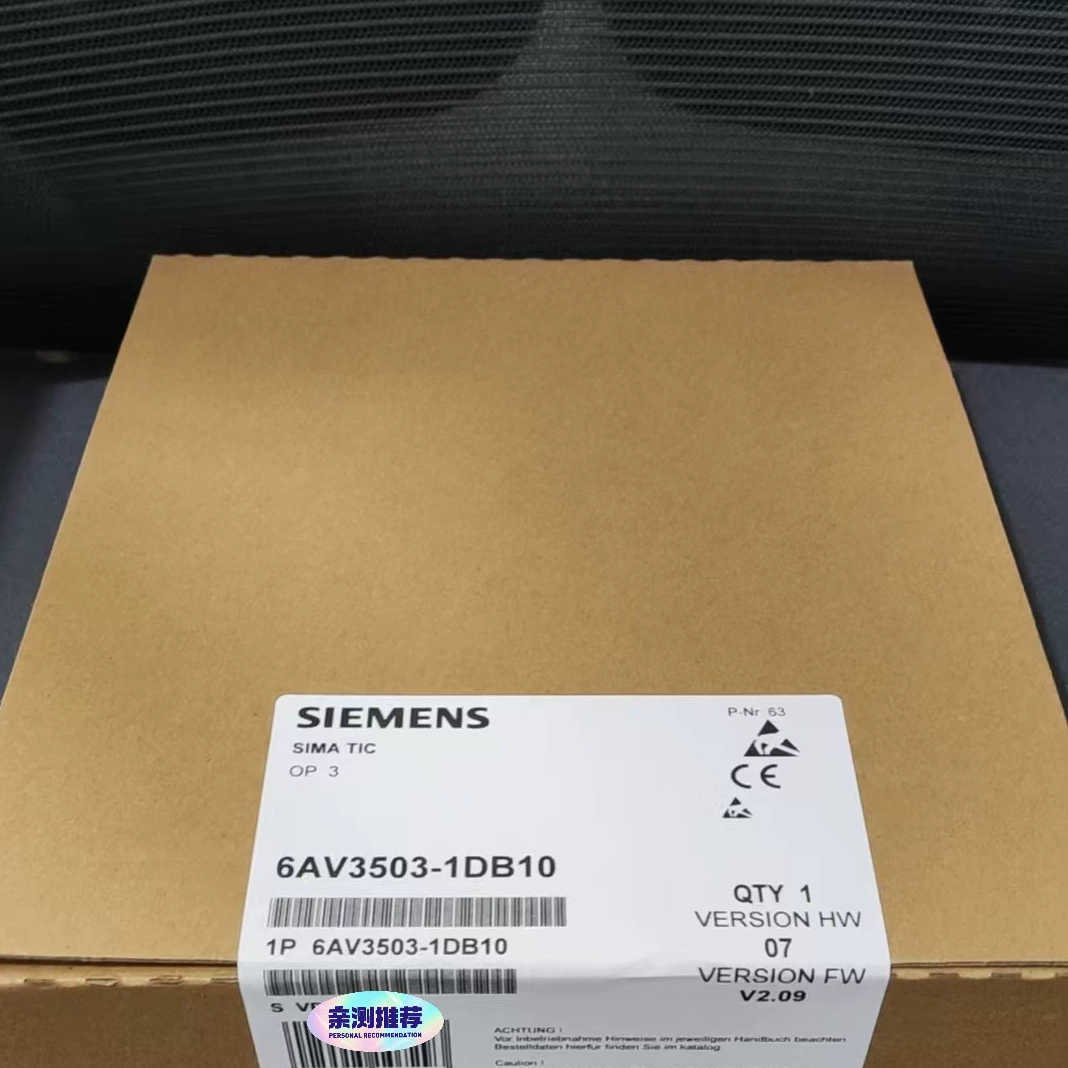 SIEMENS
P-Nr 63
SIMA TIC
OP 3
CE
6AV3503-1DB10
QTY 1
VERSION HW
1P 6AV3503-1DB10
07
VERSION FW
V2.09
S
亲测推荐
PERSONAL RECOMMENDATION
ACHTUNG !
Vor Inbetriebnahme Hinweise im jeweiligen Handbuch beachten
Bestelldaten hierfür finden Sie im katalog
Caution !